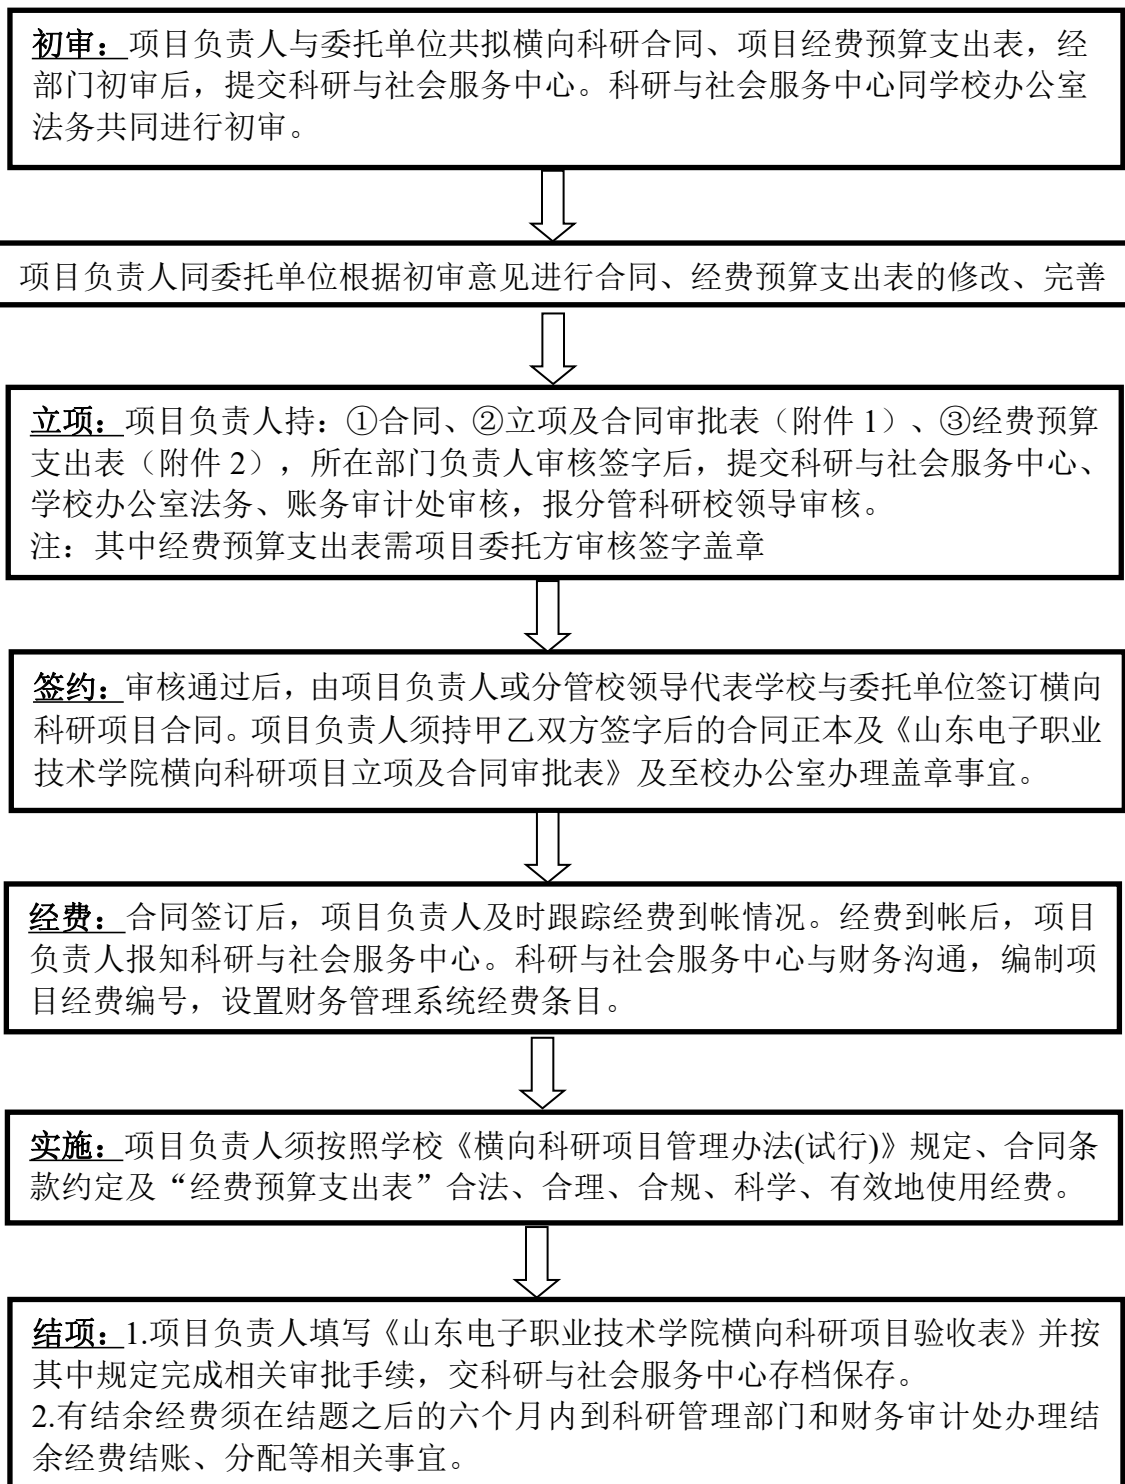 初审：项目负责人与委托单位共拟横向科研合同、项目经费预算支出表，经
部门初审后，提交科研与社会服务中心。科研与社会服务中心同学校办公室
法务共同进行初审。
项目负责人同委托单位根据初审意见进行合同、经费预算支出表的修改、完善
立项：项目负责人持：①合同、②立项及合同审批表（附件 1）、③经费预算
支出表（附件 2），所在部门负责人审核签字后，提交科研与社会服务中心、
学校办公室法务、账务审计处审核，报分管科研校领导审核。
注：其中经费预算支出表需项目委托方审核签字盖章
签约：审核通过后，由项目负责人或分管校领导代表学校与委托单位签订横向
科研项目合同。项目负责人须持甲乙双方签字后的合同正本及《山东电子职业
技术学院横向科研项目立项及合同审批表》及至校办公室办理盖章事宜。
经费：合同签订后，项目负责人及时跟踪经费到帐情况。经费到帐后，项目
负责人报知科研与社会服务中心。科研与社会服务中心与财务沟通，编制项
目经费编号，设置财务管理系统经费条目。
实施：项目负责人须按照学校《横向科研项目管理办法(试行)》规定、合同条
款约定及“经费预算支出表”合法、合理、合规、科学、有效地使用经费。
结项：1.项目负责人填写《山东电子职业技术学院横向科研项目验收表》并按
其中规定完成相关审批手续，交科研与社会服务中心存档保存。
2.有结余经费须在结题之后的六个月内到科研管理部门和财务审计处办理结
余经费结账、分配等相关事宜。